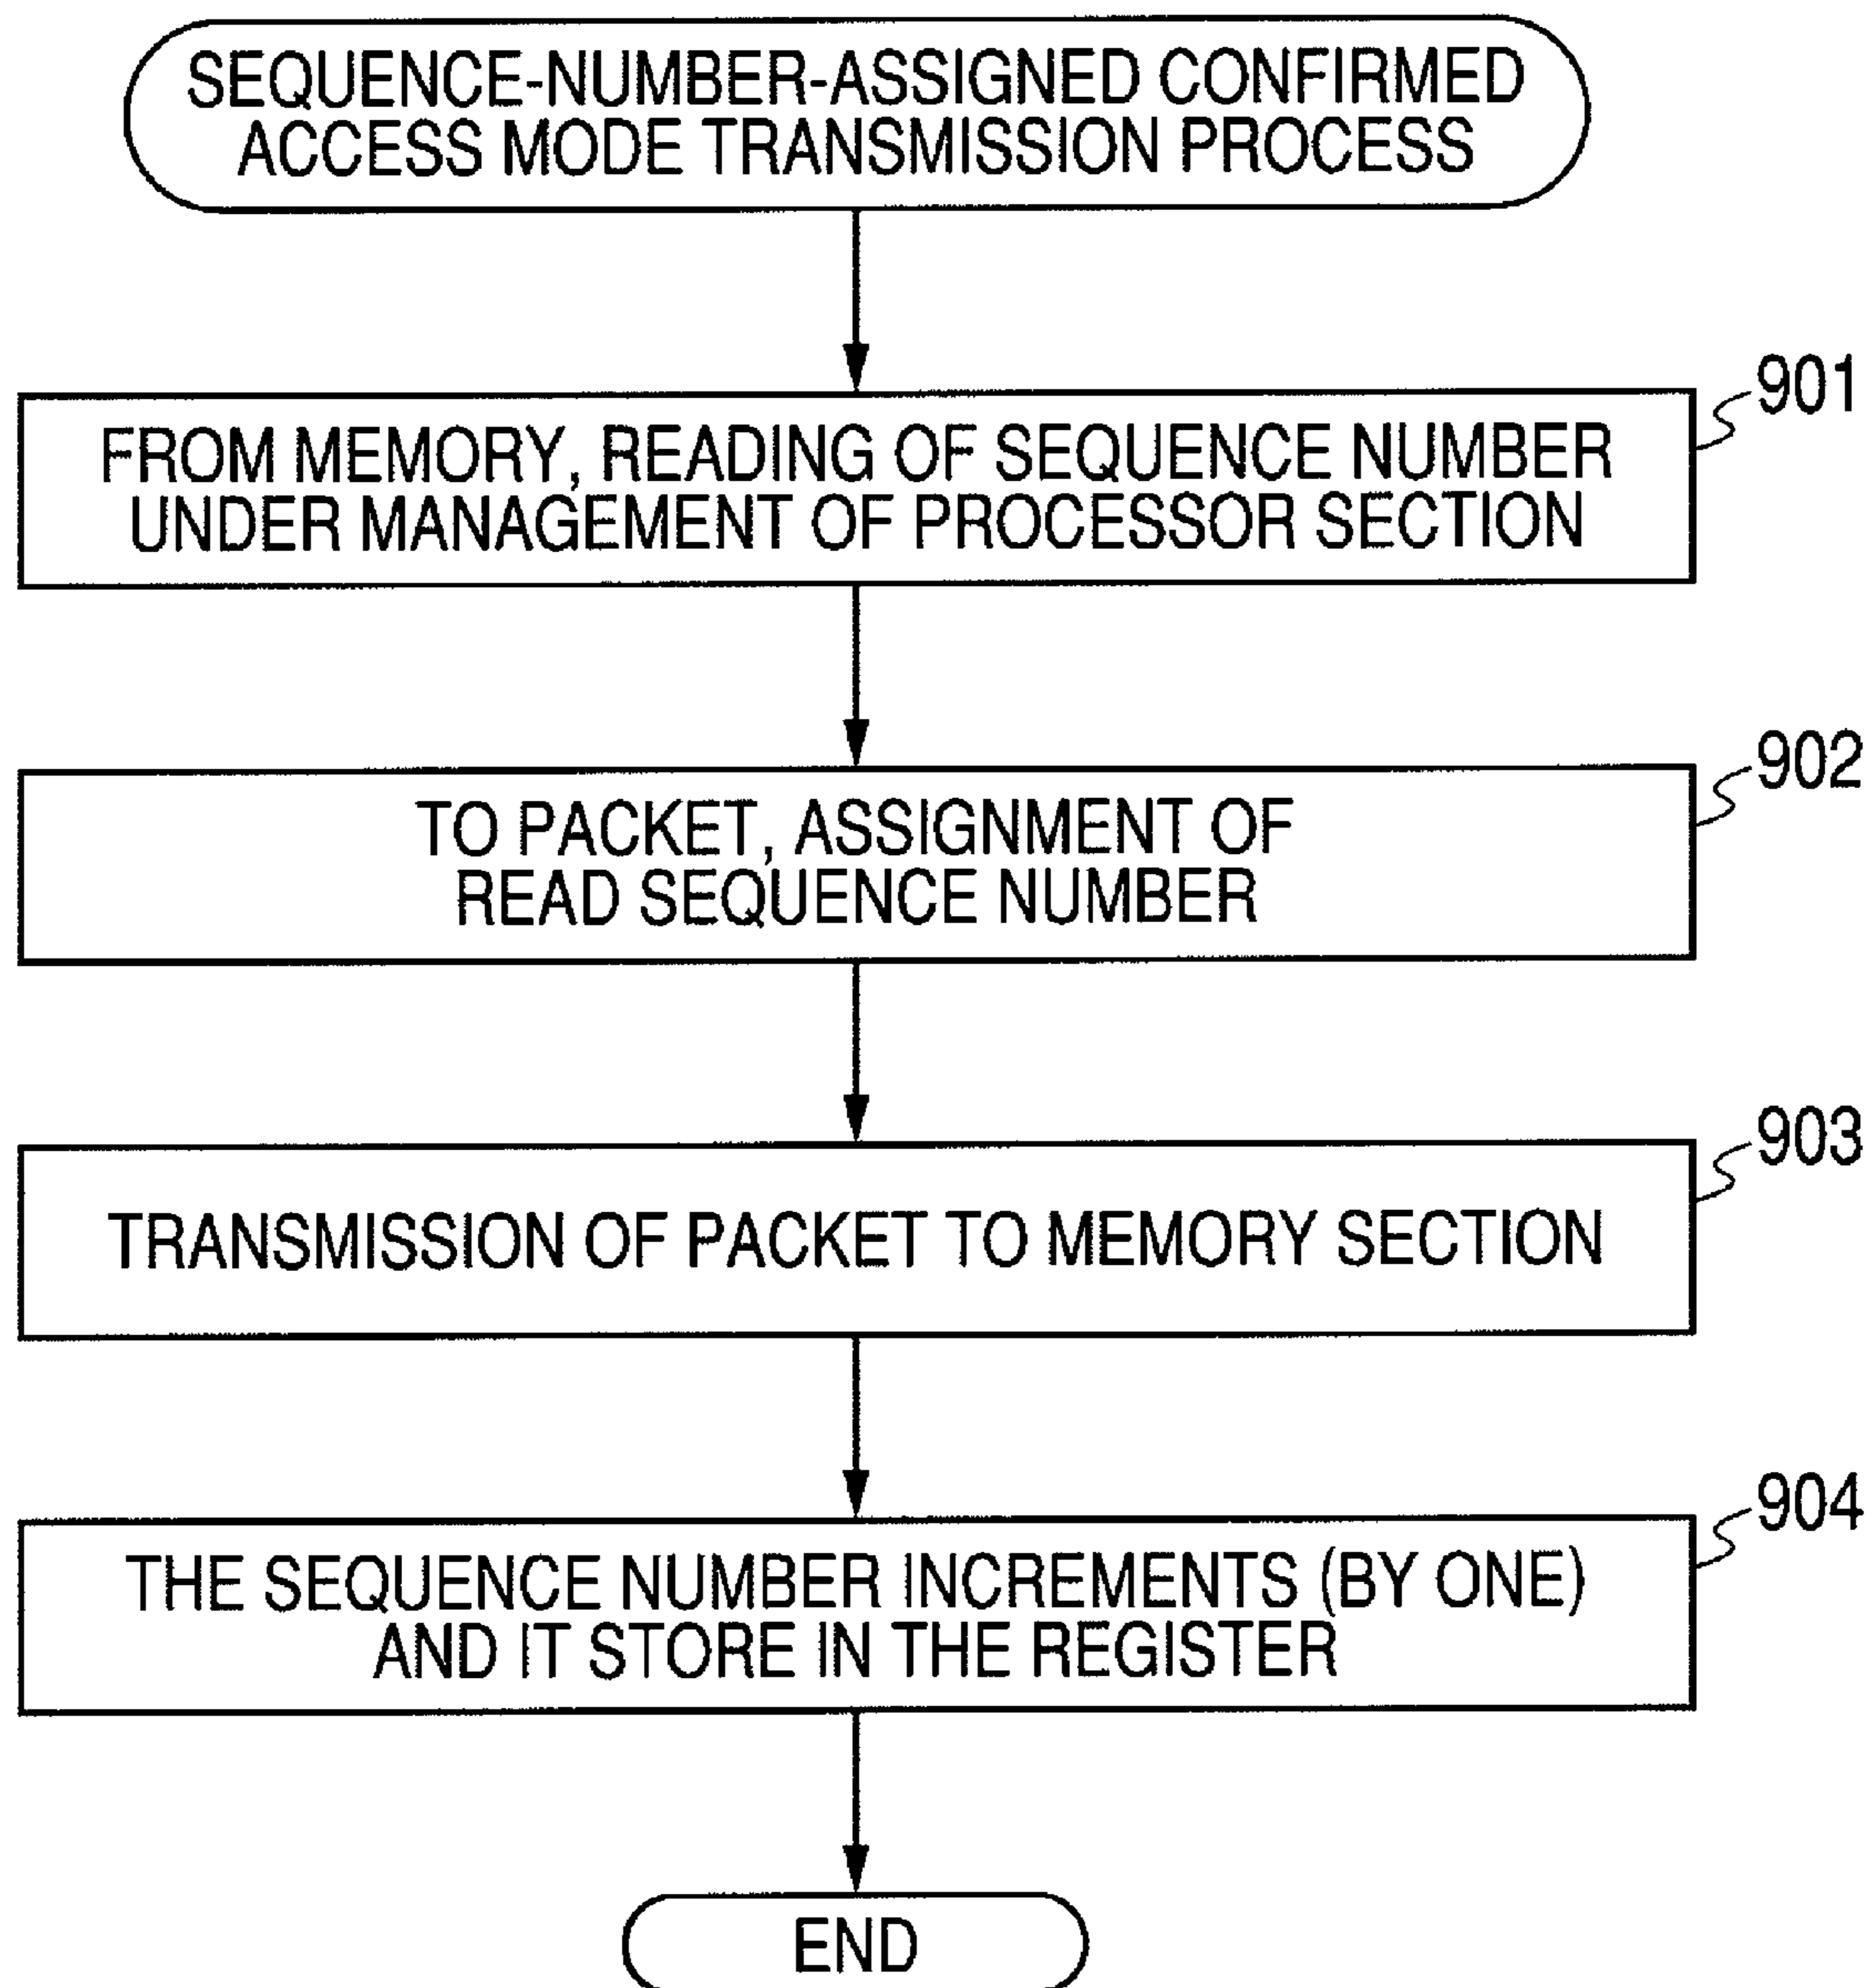 SEQUENCE-NUMBER-ASSIGNED CONFIRMED
ACCESS MODE TRANSMISSION PROCESS
901
FROM MEMORY, READING OF SEQUENCE NUMBER
UNDER MANAGEMENT OF PROCESSOR SECTION
902
TO PACKET, ASSIGNMENT OF
READ SEQUENCE NUMBER
903
TRANSMISSION OF PACKET TO MEMORY SECTION
904
THE SEQUENCE NUMBER INCREMENTS (BY ONE)
AND IT STORE IN THE REGISTER
END